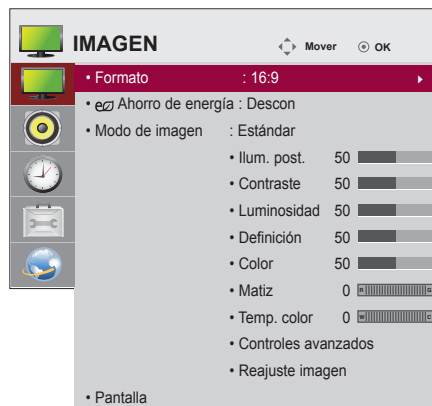 IMAGEN Mover OK
• Formato : 16:9
• Ahorro de energía : Descon
• Modo de imagen : Estándar
• Ilum. post. 50
• Contraste 50
• Luminosidad 50
• Definición 50
• Color 50
• Matiz 0 R G
• Temp. color 0 W C
• Controles avanzados
• Reajuste imagen
• Pantalla